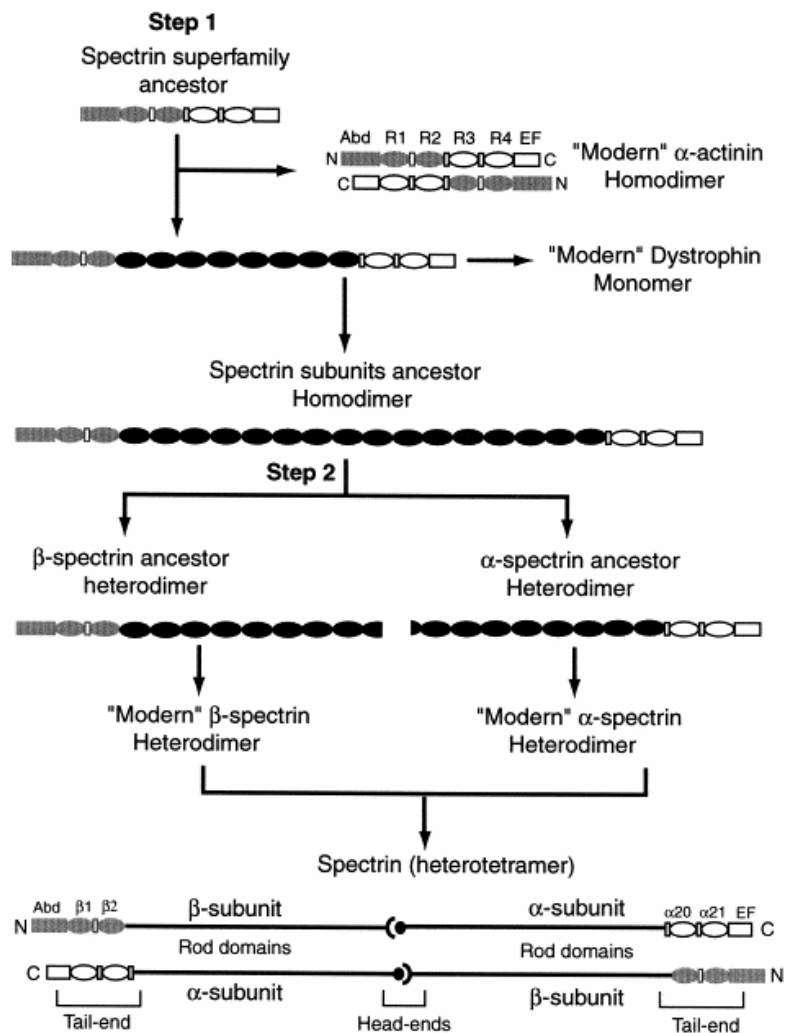 Step 1
Spectrin superfamily
ancestor
Abd R1 R2 R3 R4 EF
N C
C N
"Modern" α-actinin
Homodimer
"Modern" Dystrophin
Monomer
Spectrin subunits ancestor
Homodimer
Step 2
β-spectrin ancestor
heterodimer
α-spectrin ancestor
Heterodimer
"Modern" β-spectrin
Heterodimer
"Modern" α-spectrin
Heterodimer
Spectrin (heterotetramer)
Abd β1 β2 β-subunit α-subunit α20 α21 EF
N Rod domains Rod domains C
C α-subunit β-subunit N
Tail-end Head-ends Tail-end